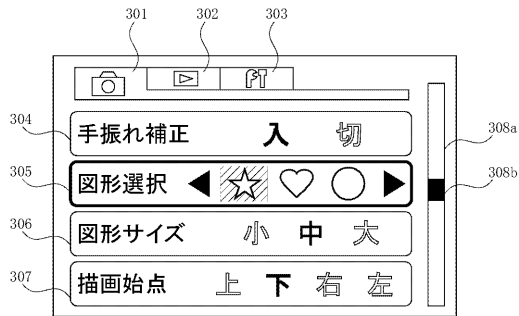 301 302 303
fT
304 手振れ補正 入 切 308a
305 図形選択 308b
306 図形サイズ 小 中 大
307 描画始点 上 下 右 左